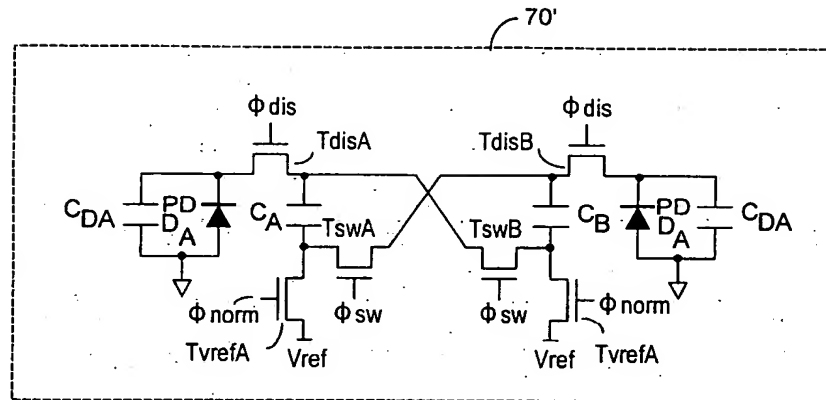 70'
Φdis
Φdis
TdisA
TdisB
CDA
PD
DA
CA
TswA
TswB
CB
PD
DA
CDA
Φnorm
Φsw
Φsw
Φnorm
TvrefA
Vref
Vref
TvrefA